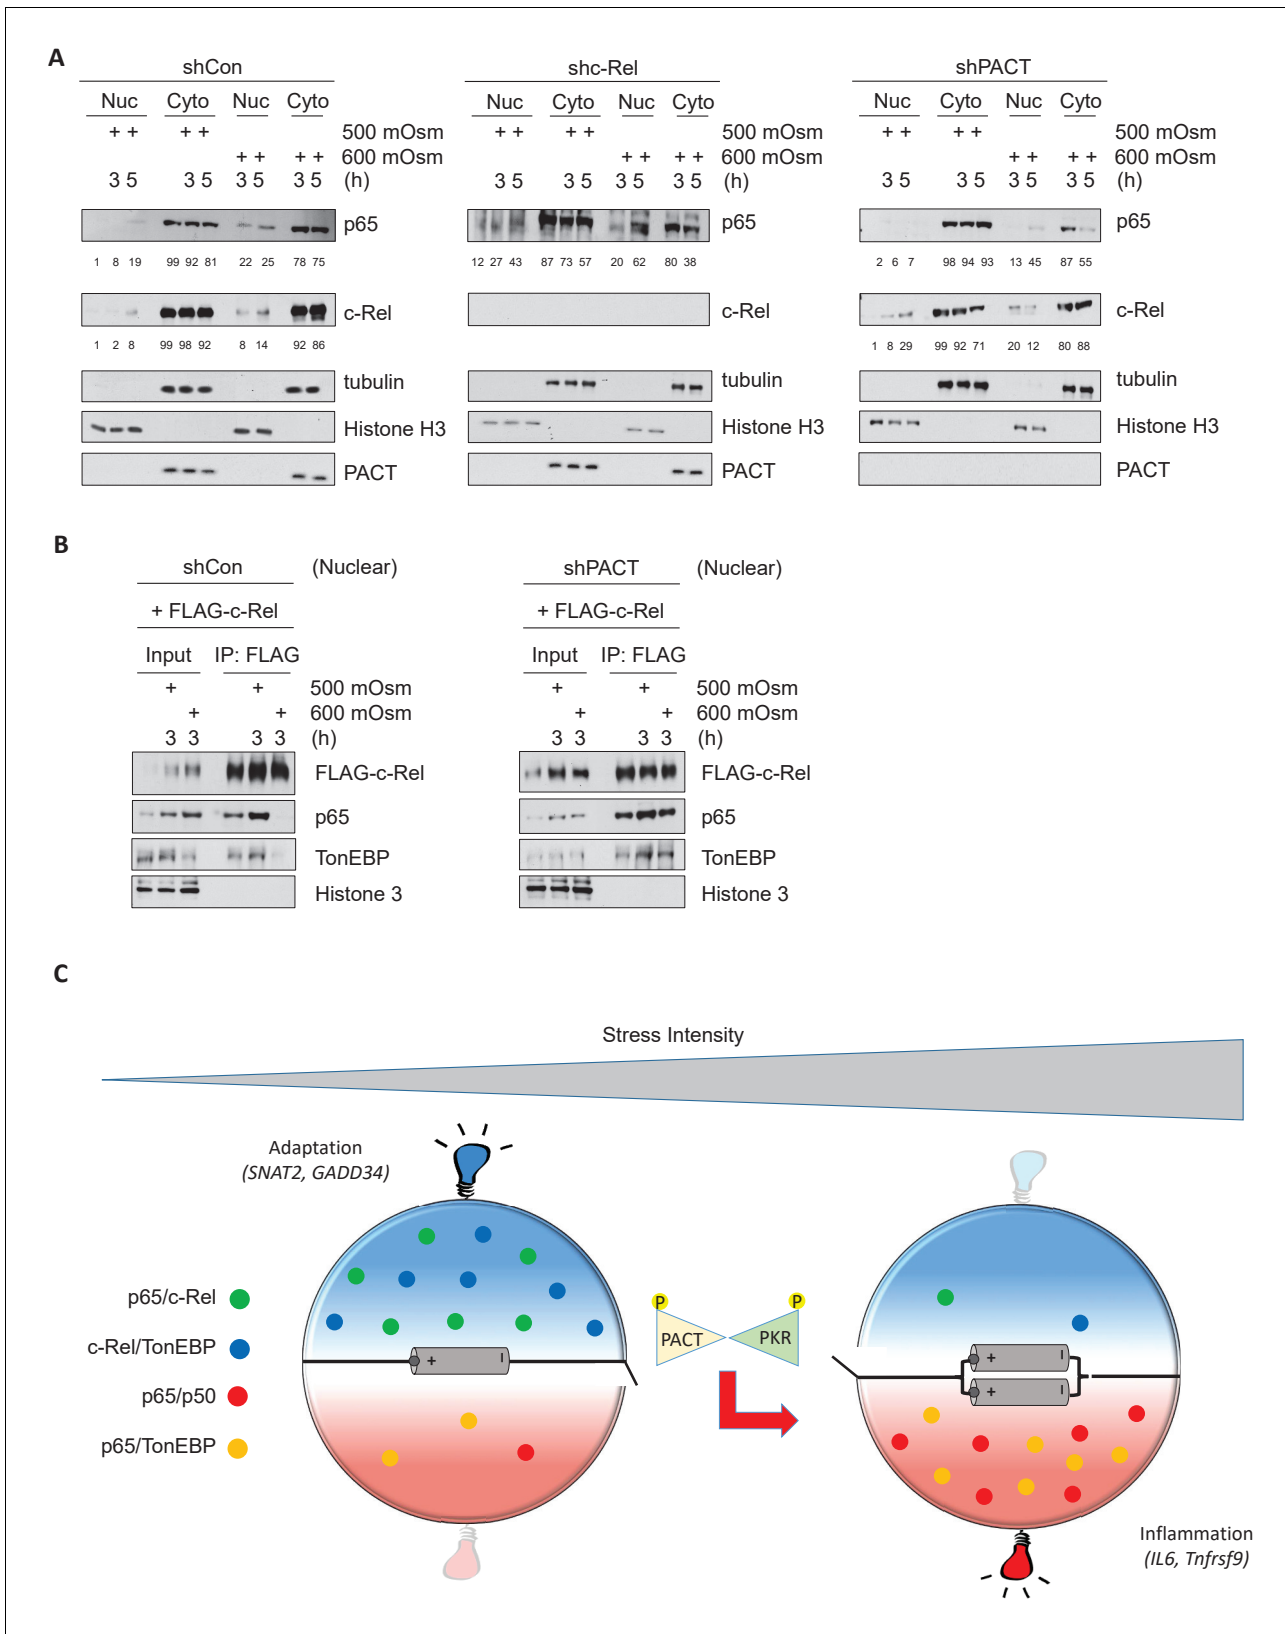 A
shCon
Nuc Cyto Nuc Cyto
+ + + + 500 mOsm
+ + + + 600 mOsm
3 5 3 5 3 5 3 5 (h)
p65
1 8 19 99 92 81 22 25 78 75
c-Rel
1 2 8 99 98 92 8 14 92 86
tubulin
Histone H3
PACT
shc-Rel
Nuc Cyto Nuc Cyto
+ + + + 500 mOsm
+ + + + 600 mOsm
3 5 3 5 3 5 3 5 (h)
p65
12 27 43 87 73 57 20 62 80 38
c-Rel
tubulin
Histone H3
PACT
shPACT
Nuc Cyto Nuc Cyto
+ + + + 500 mOsm
+ + + + 600 mOsm
3 5 3 5 3 5 3 5 (h)
p65
2 6 7 98 94 93 13 45 87 55
c-Rel
1 8 29 99 92 71 20 12 80 88
tubulin
Histone H3
PACT
B
shCon (Nuclear)
+ FLAG-c-Rel
Input IP: FLAG
+ + 500 mOsm
+ + 600 mOsm
3 3 3 3 (h)
FLAG-c-Rel
p65
TonEBP
Histone 3
shPACT (Nuclear)
+ FLAG-c-Rel
Input IP: FLAG
+ + 500 mOsm
+ + 600 mOsm
3 3 3 3 (h)
FLAG-c-Rel
p65
TonEBP
Histone 3
C
Stress Intensity
Adaptation
(SNAT2, GADD34)
p65/c-Rel
c-Rel/TonEBP
p65/p50
p65/TonEBP
+ I
P P
PACT PKR
+ I
+ I
Inflammation
(IL6, Tnfrsf9)